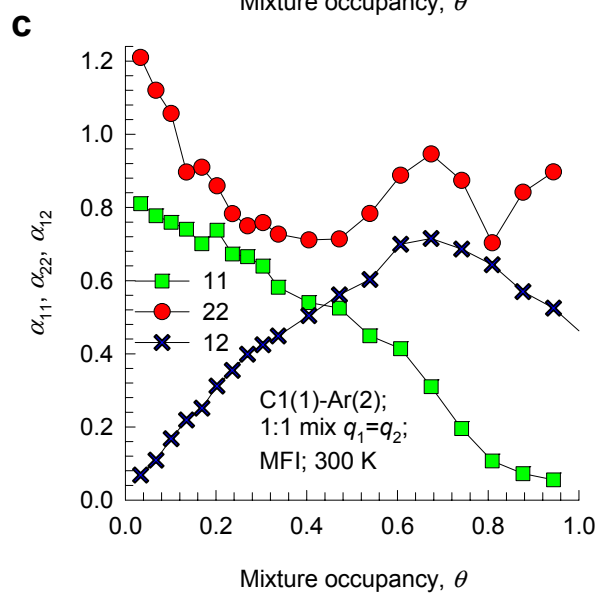 Mixture occupancy, θ
c
1.2
1.0
0.8
0.6
0.4
0.2
0.0
α11, α22, α12
11
22
12
C1(1)-Ar(2);
1:1 mix q1=q2;
MFI; 300 K
0.0 0.2 0.4 0.6 0.8 1.0
Mixture occupancy, θ